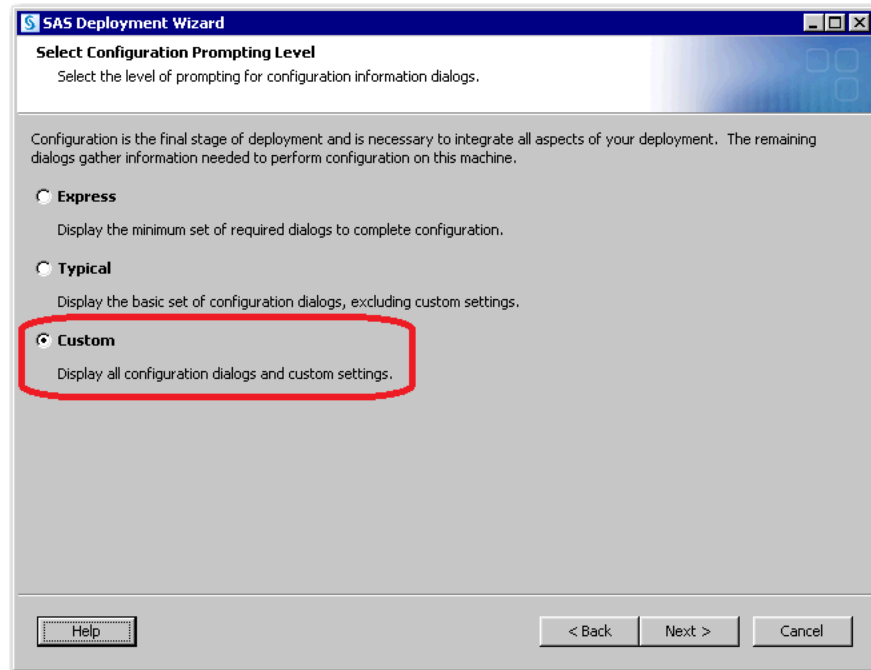 SAS Deployment Wizard
Select Configuration Prompting Level
Select the level of prompting for configuration information dialogs.
Configuration is the final stage of deployment and is necessary to integrate all aspects of your deployment. The remaining
dialogs gather information needed to perform configuration on this machine.
Express
Display the minimum set of required dialogs to complete configuration.
Typical
Display the basic set of configuration dialogs, excluding custom settings.
Custom
Display all configuration dialogs and custom settings.
Help
< Back
Next >
Cancel